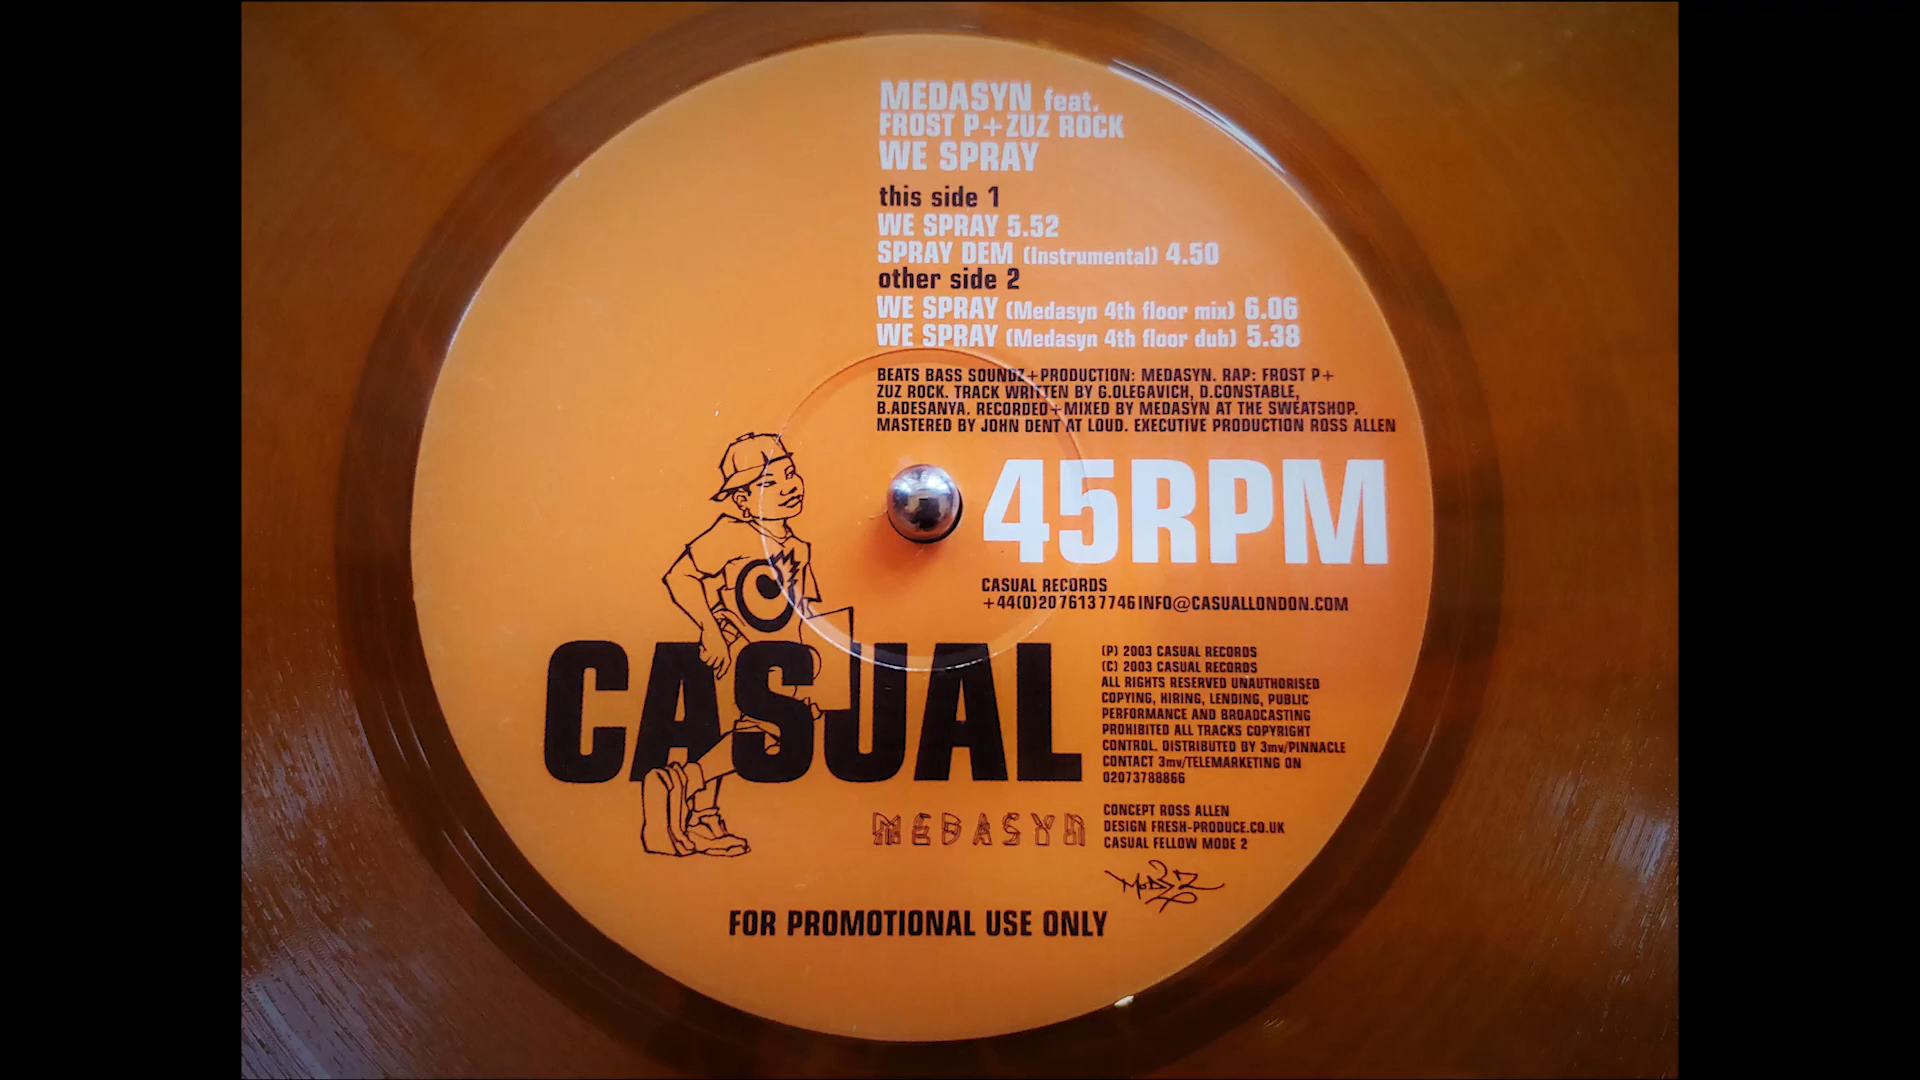 MEDASYN feat.
FROST P+ZUZ ROCK
WE SPRAY
this side 1
WE SPRAY 5.52
SPRAY DEM (Instrumental) 4.50
other side 2
WE SPRAY (Medasyn 4th floor mix) 6.06
WE SPRAY (Medasyn 4th floor dub) 5.38
BEATS BASS SOUNDZ+PRODUCTION: MEDASYN. RAP: FROST P+
ZUZ ROCK. TRACK WRITTEN BY G.OLEGAVICH, D.CONSTABLE,
B.ADESANYA. RECORDED+MIXED BY MEDASYN AT THE SWEATSHOP.
MASTERED BY JOHN DENT AT LOUD. EXECUTIVE PRODUCTION ROSS ALLEN
45RPM
CASUAL RECORDS
+44(0)2076137746 INFO@CASUALLONDON.COM
C
CASUAL
(P) 2003 CASUAL RECORDS
(C) 2003 CASUAL RECORDS
ALL RIGHTS RESERVED UNAUTHORISED
COPYING, HIRING, LENDING, PUBLIC
PERFORMANCE AND BROADCASTING
PROHIBITED ALL TRACKS COPYRIGHT
CONTROL. DISTRIBUTED BY 3mv/PINNACLE
CONTACT 3mv/TELEMARKETING ON
02073788866
MEDASYN
CONCEPT ROSS ALLEN
DESIGN FRESH-PRODUCE.CO.UK
CASUAL FELLOW MODE 2
MODE 2
FOR PROMOTIONAL USE ONLY